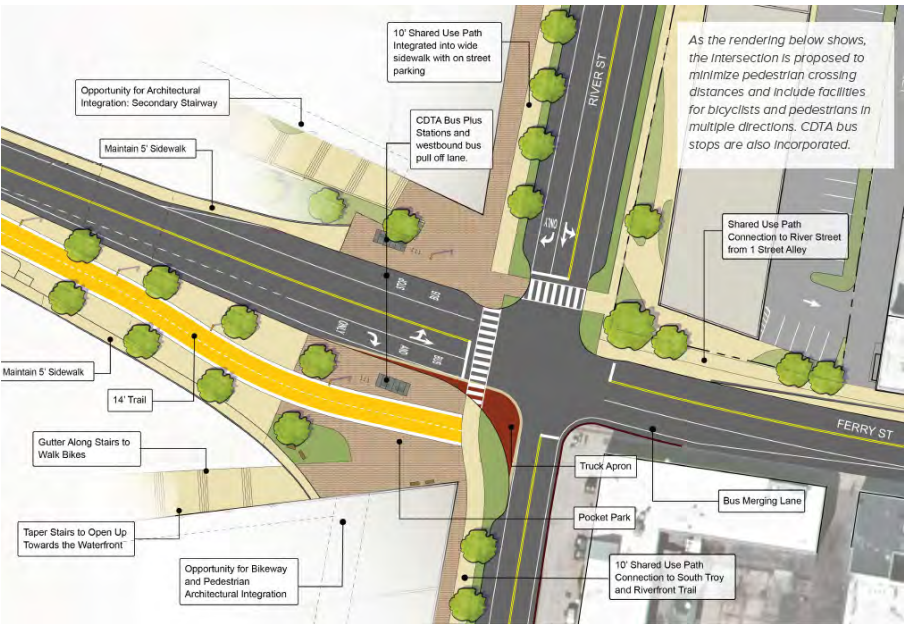 10' Shared Use Path
Integrated into wide
sidewalk with on street
parking
As the rendering below shows,
the intersection is proposed to
minimize pedestrian crossing
distances and include facilities
for bicyclists and pedestrians in
multiple directions. CDTA bus
stops are also incorporated.
RIVER ST
Opportunity for Architectural
Integration: Secondary Stairway
CDTA Bus Plus
Stations and
westbound bus
pull off lane.
Maintain 5' Sidewalk
ONLY
Shared Use Path
Connection to River Street
from 1 Street Alley
BUS
STOP
ONLY
AND
BUS
Maintain 5' Sidewalk
14' Trail
FERRY ST
Gutter Along Stairs to
Walk Bikes
Truck Apron
Bus Merging Lane
Pocket Park
Taper Stairs to Open Up
Towards the Waterfront
Opportunity for Bikeway
and Pedestrian
Architectural Integration
10' Shared Use Path
Connection to South Troy
and Riverfront Trail